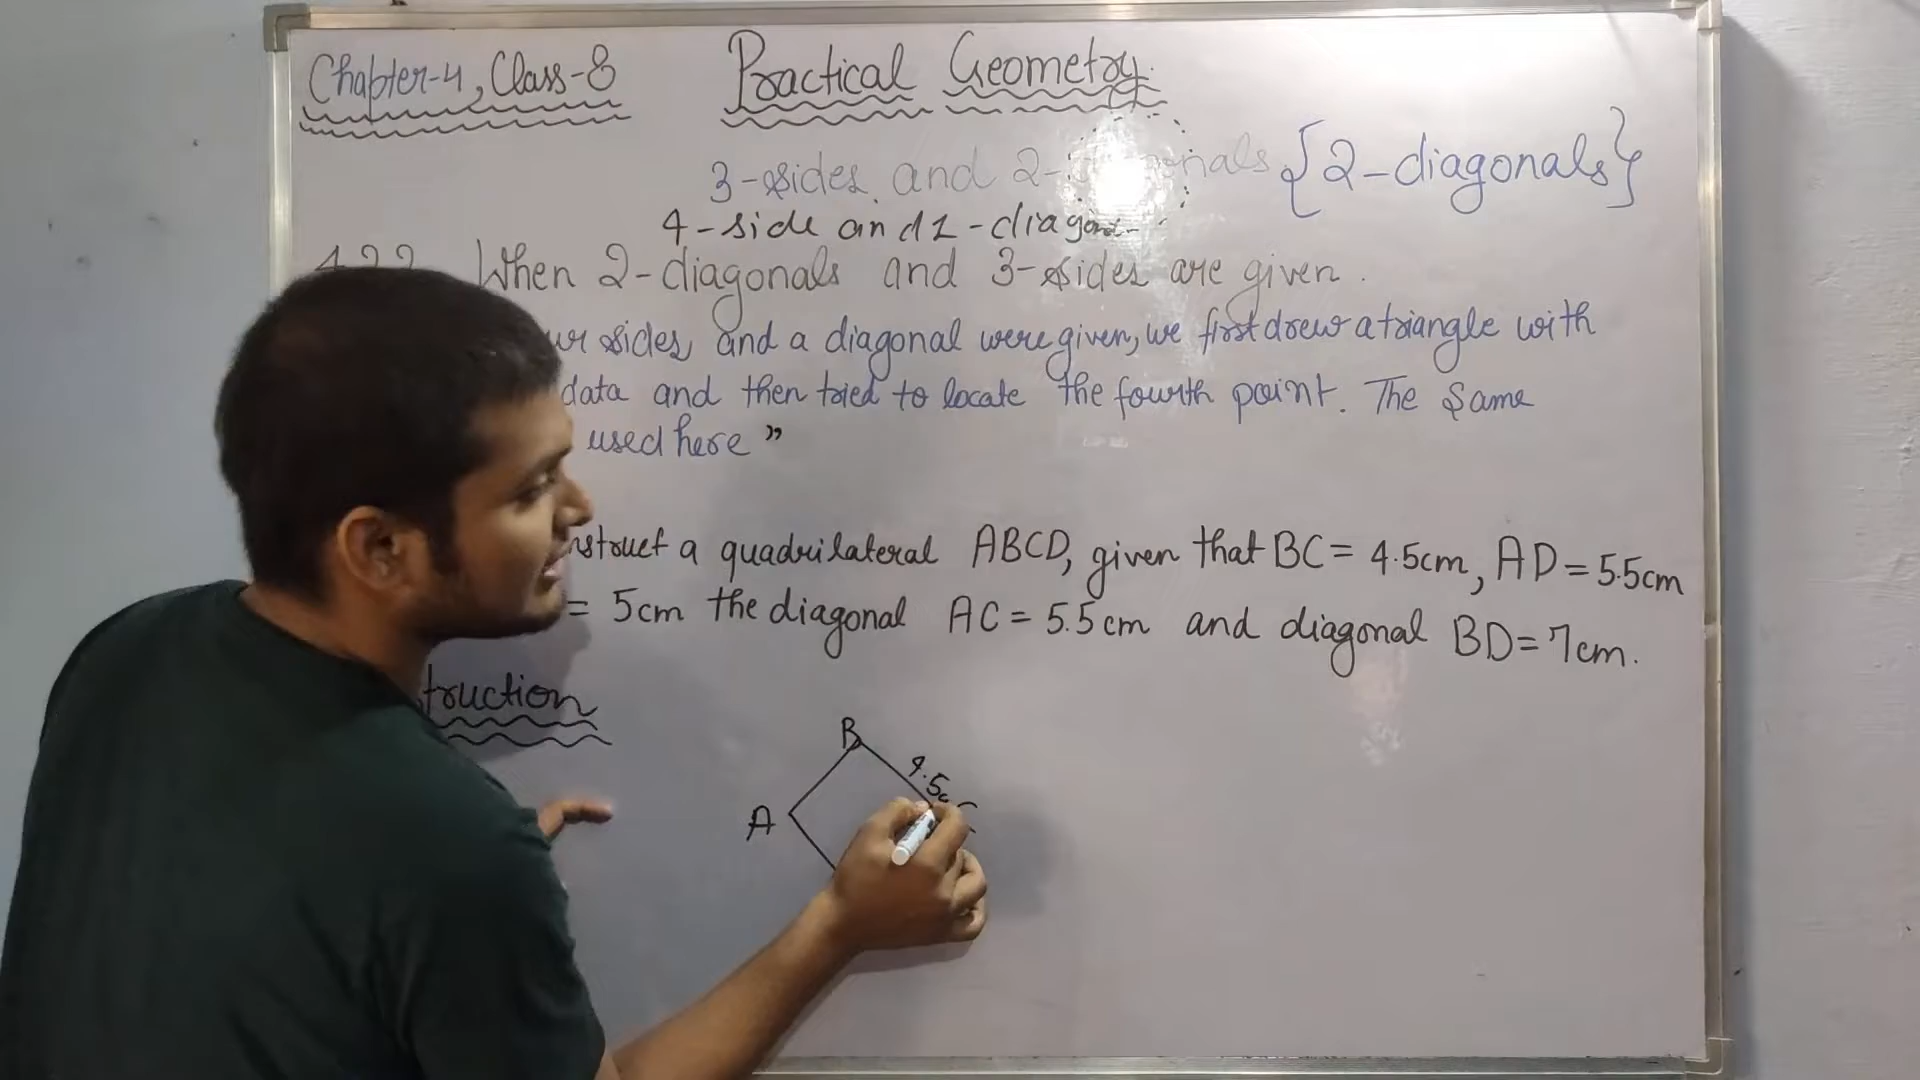 Chapter-4, Class-8
Practical Geometry.
3-sides and 2-diagonals {2-diagonals}
4-side and 1-diagonal
When 2-diagonals and 3-sides are given.
sides and a diagonal were given, we first drew a triangle with
data and then tried to locate the fourth point. The Same
used here”
a quadrilateral ABCD, given that BC = 4.5cm, AD = 5.5cm
= 5cm the diagonal AC = 5.5cm and diagonal BD = 7cm.
B
4.5c
A